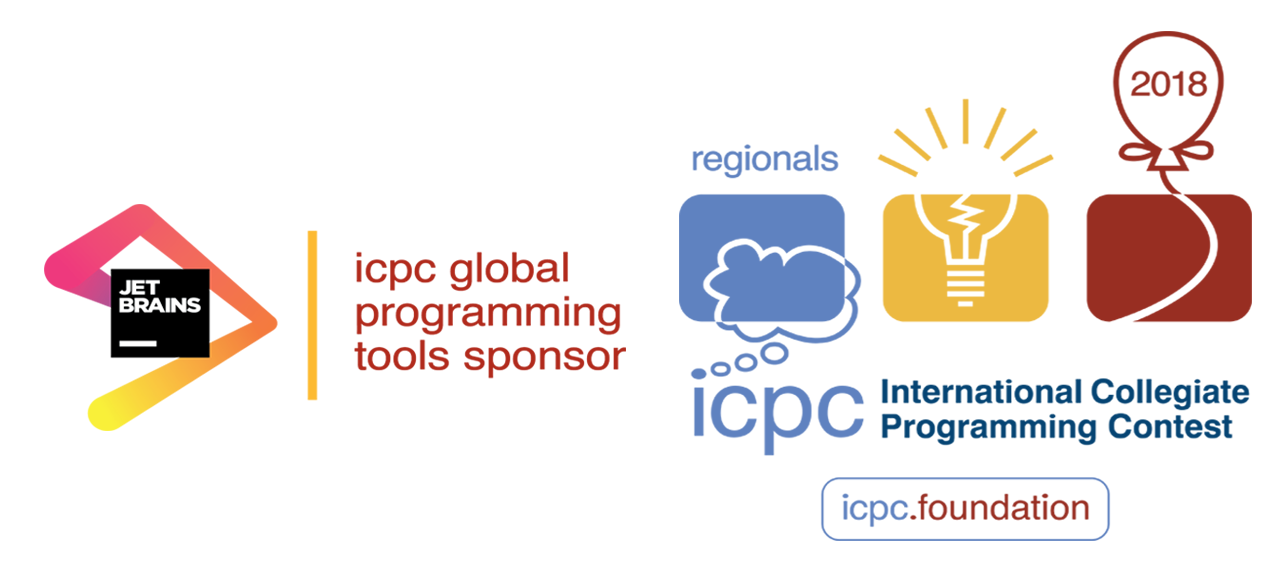 JET
BRAINS
icpc global
programming
tools sponsor
2018
regionals
icpc
International Collegiate
Programming Contest
icpc.foundation